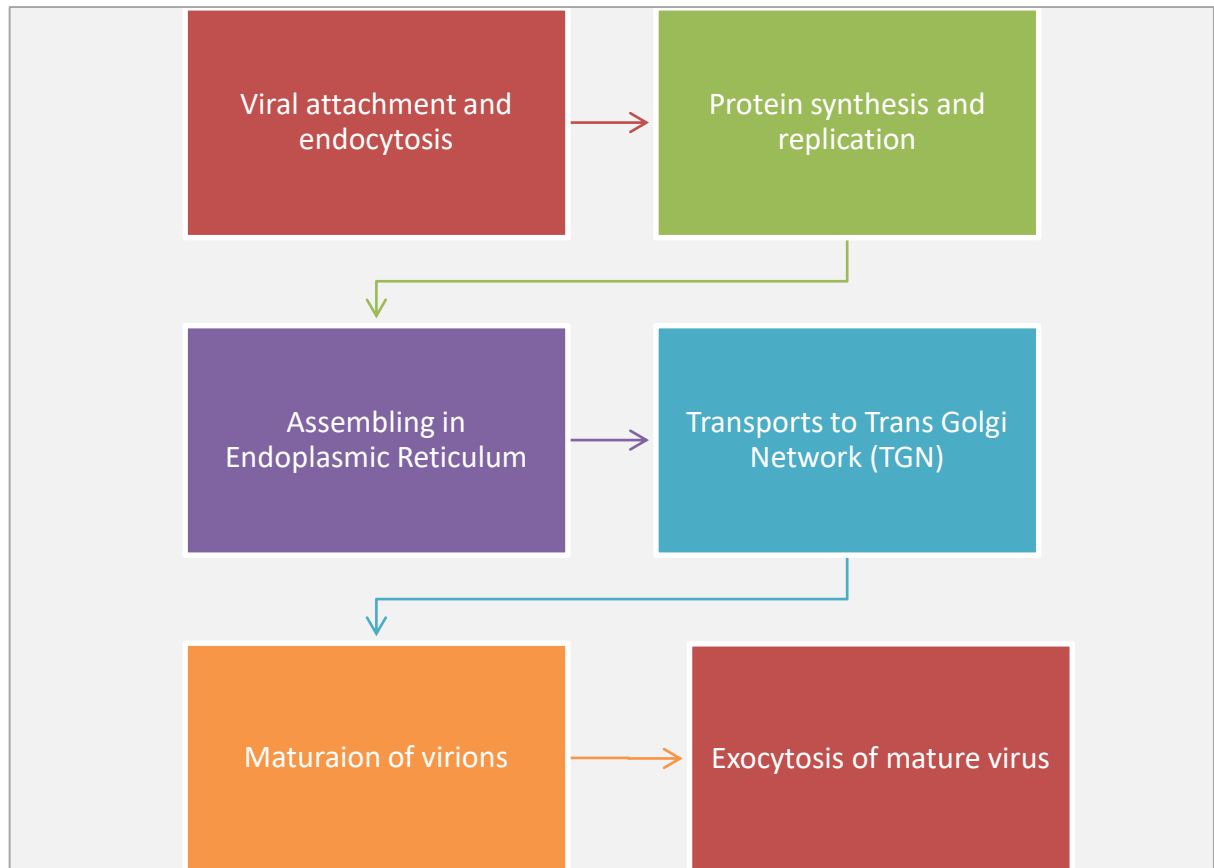 Viral attachment and
endocytosis
Protein synthesis and
replication
Assembling in
Endoplasmic Reticulum
Transports to Trans Golgi
Network (TGN)
Maturaion of virions
Exocytosis of mature virus